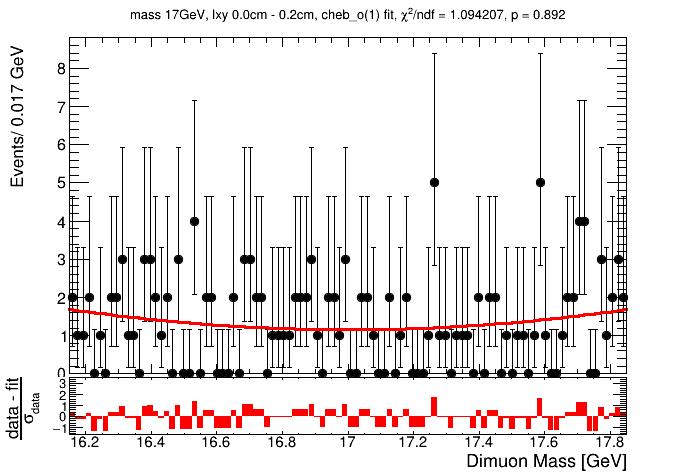 mass 17GeV, lxy 0.0cm - 0.2cm, cheb_o(1) fit, χ²/ndf = 1.094207, p = 0.892
Events/ 0.017 GeV
8
7
6
5
4
3
2
1
0
data - fit
σdata
3
2
1
0
−1
16.2 16.4 16.6 16.8 17 17.2 17.4 17.6 17.8
Dimuon Mass [GeV]